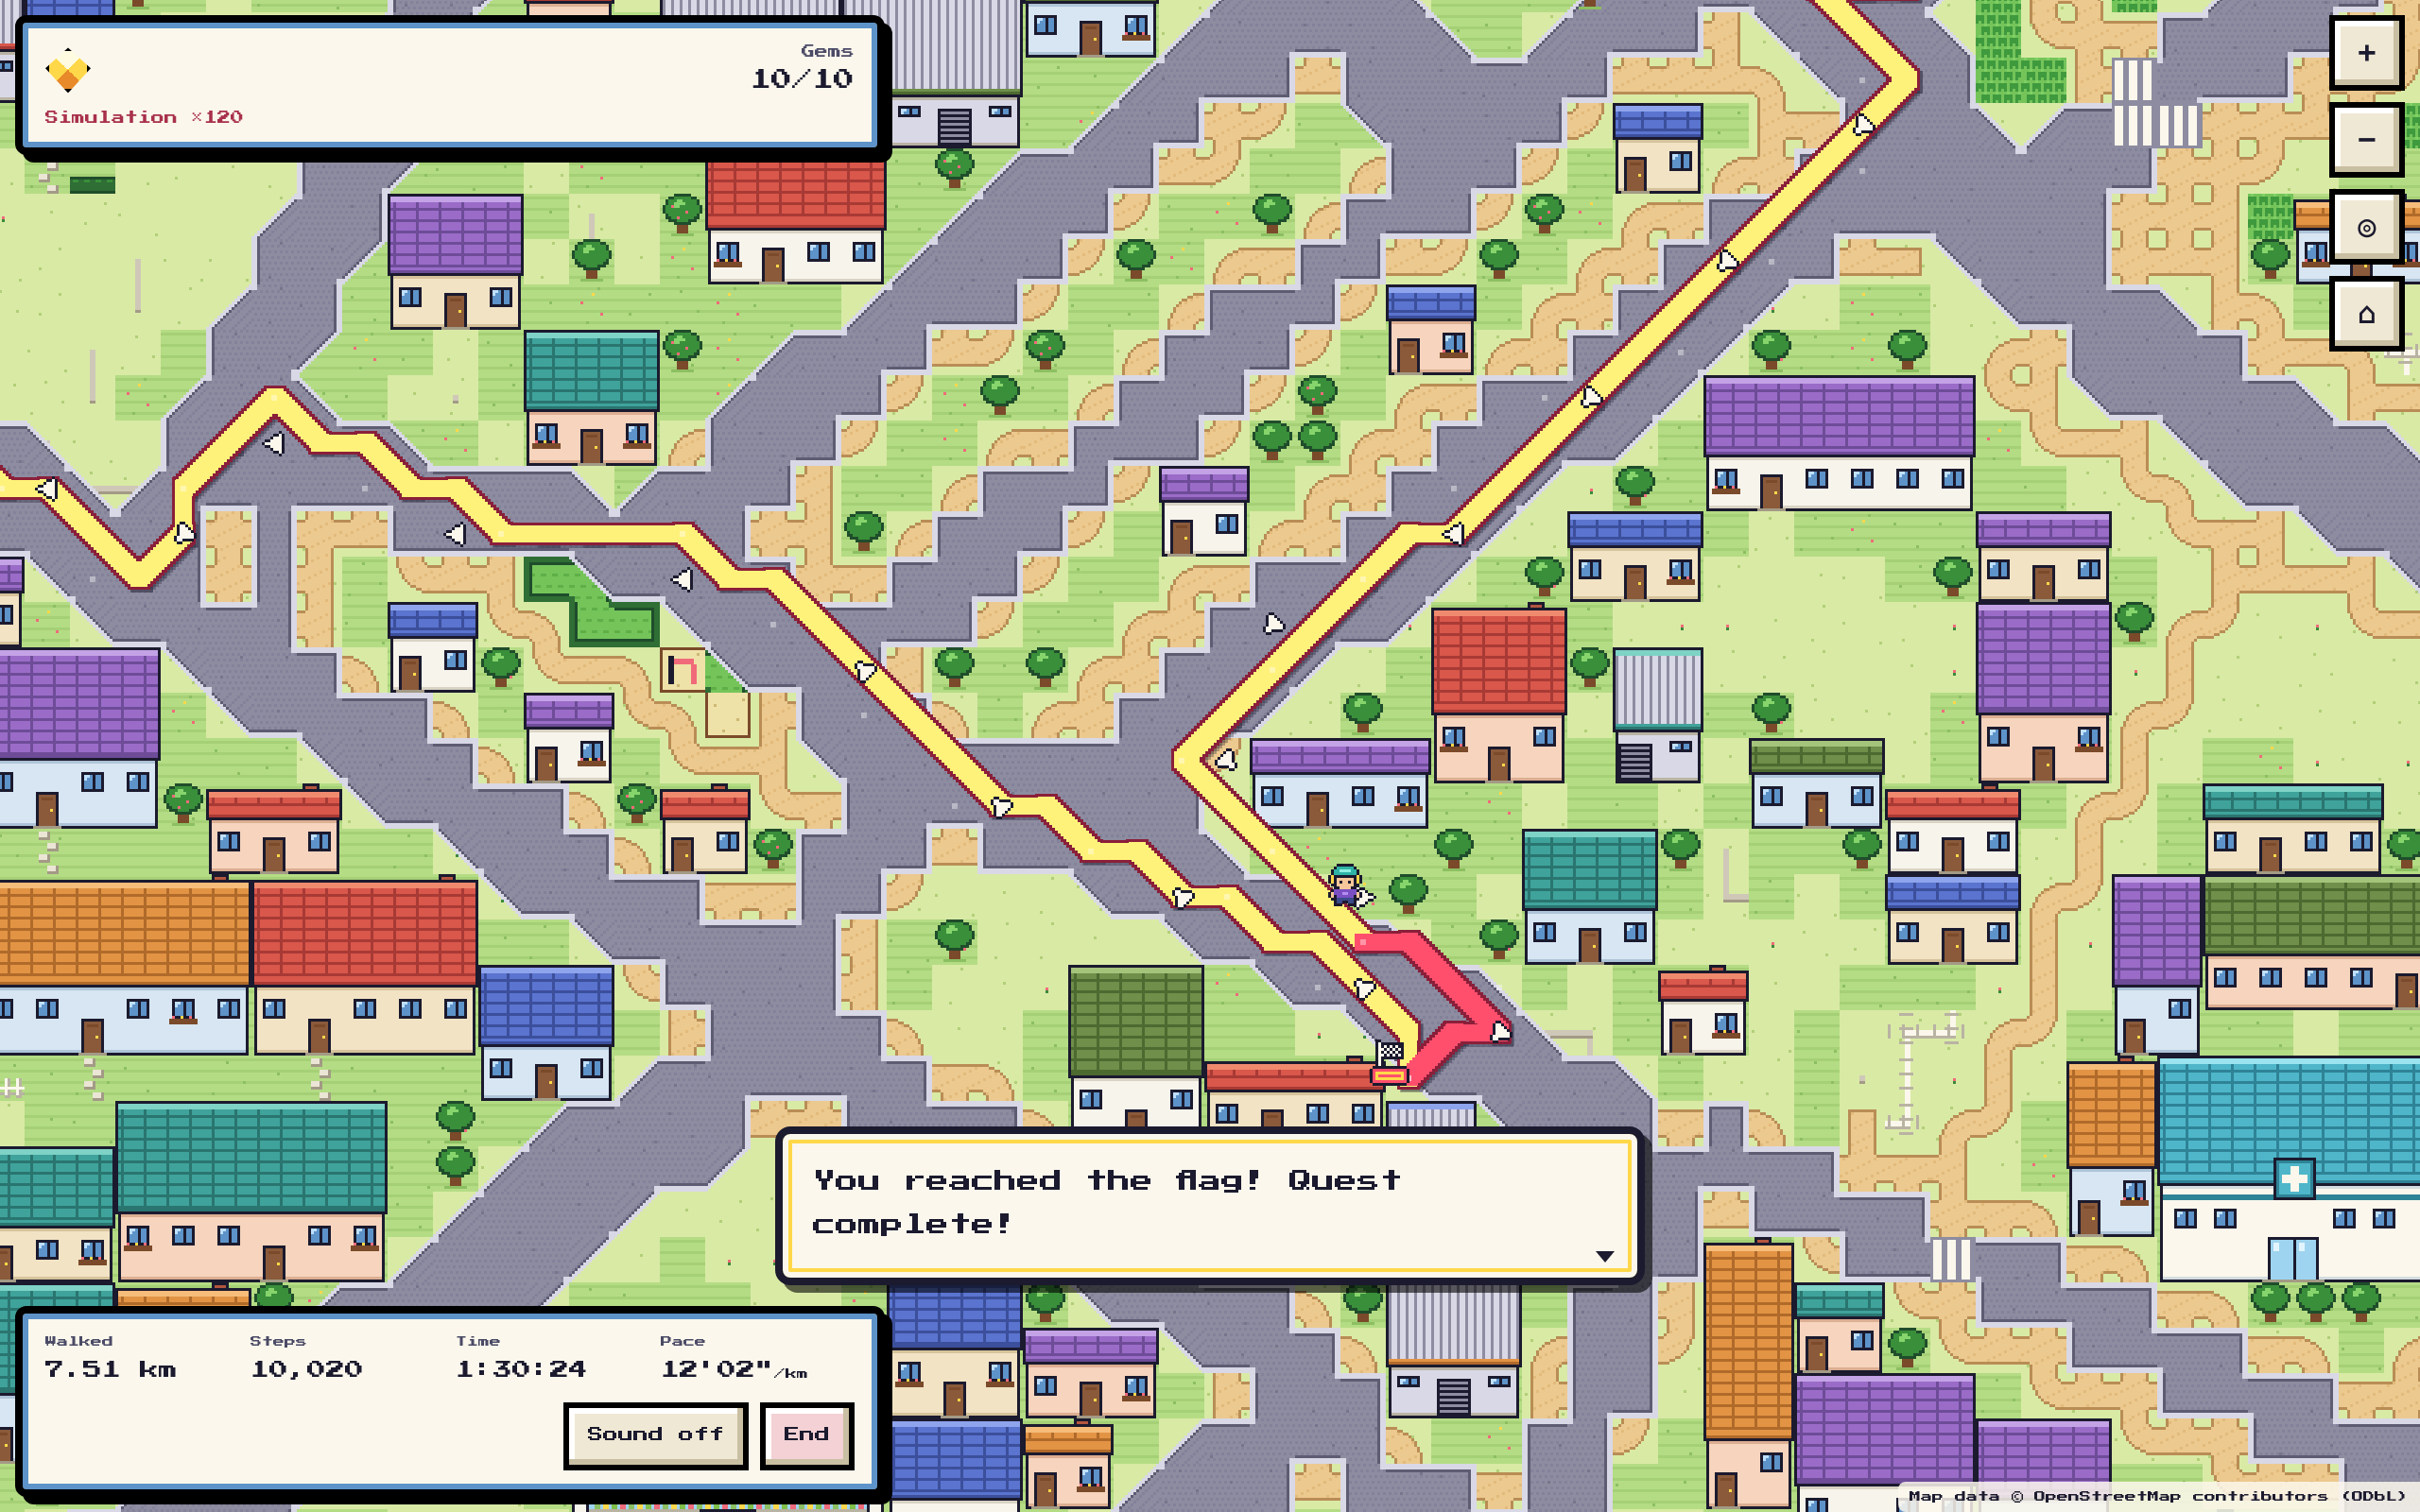 Gems
10/10
Simulation ×120
+
−
You reached the flag! Quest
complete!
Walked Steps Time Pace
7.51 km 10,020 1:30:24 12'02"/km
Sound off End
Map data © OpenStreetMap contributors (ODbL)